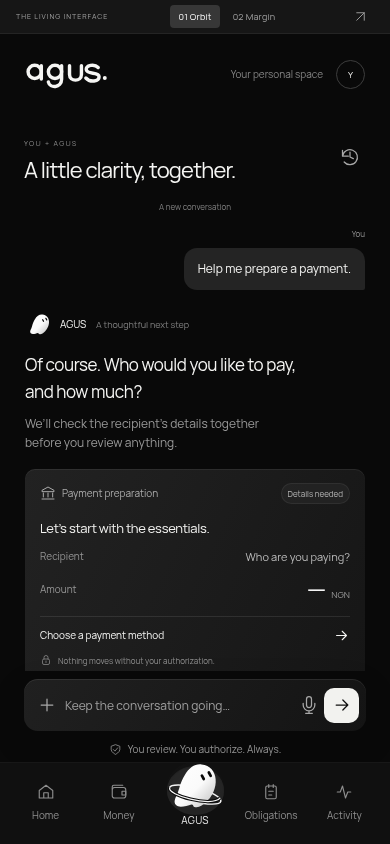 THE LIVING INTERFACE
01 Orbit
02 Margin
agus.
Your personal space
Y
YOU + AGUS
A little clarity, together.
A new conversation
You
Help me prepare a payment.
AGUS
A thoughtful next step
Of course. Who would you like to pay,
and how much?
We'll check the recipient's details together
before you review anything.
Payment preparation
Details needed
Let's start with the essentials.
Recipient
Who are you paying?
Amount
— NGN
Choose a payment method
Nothing moves without your authorization.
Keep the conversation going…
You review. You authorize. Always.
Home
Money
AGUS
Obligations
Activity